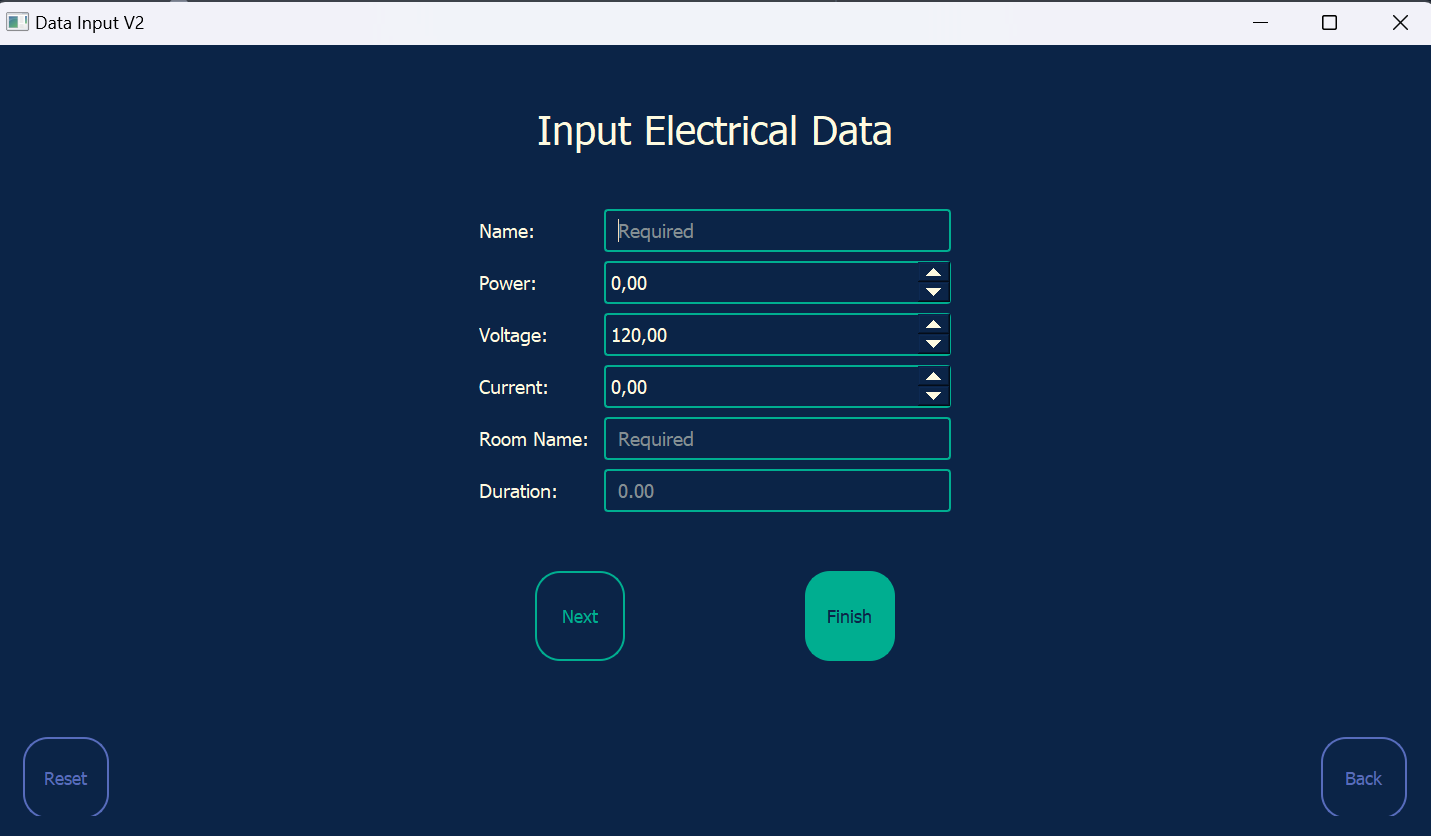 Data Input V2
Input Electrical Data
Name: Required
Power: 0,00
Voltage: 120,00
Current: 0,00
Room Name: Required
Duration: 0.00
Next Finish
Reset Back